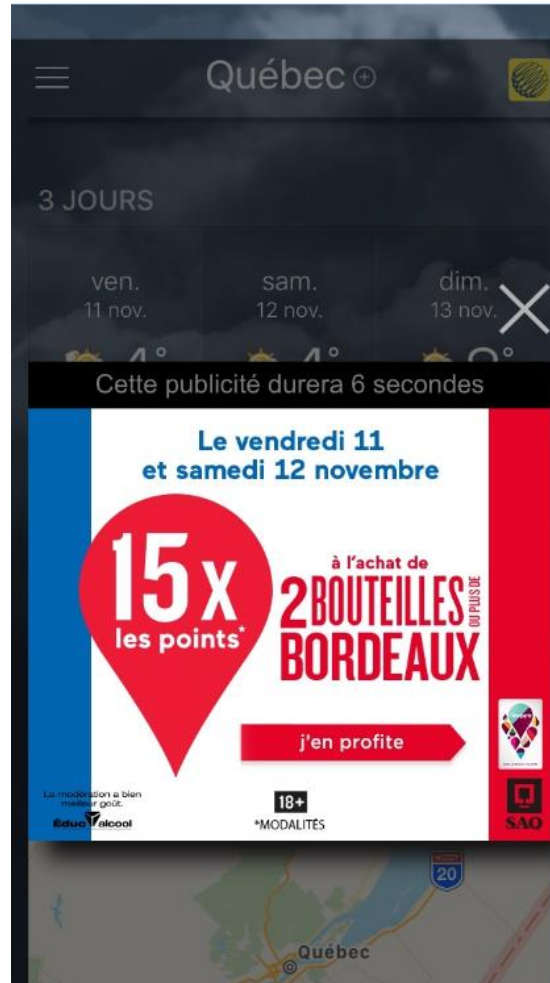 Québec
3 JOURS
ven. sam. dim.
11 nov. 12 nov. 13 nov.
4° 4°
Cette publicité durera 6 secondes
Le vendredi 11
et samedi 12 novembre
15x
les points*
à l'achat de
2 BOUTEILLES
OU PLUS DE
BORDEAUX
j'en profite
La modération a bien
meilleur goût.
Éduc alcool
18+
*MODALITÉS
SAQ
20
Québec